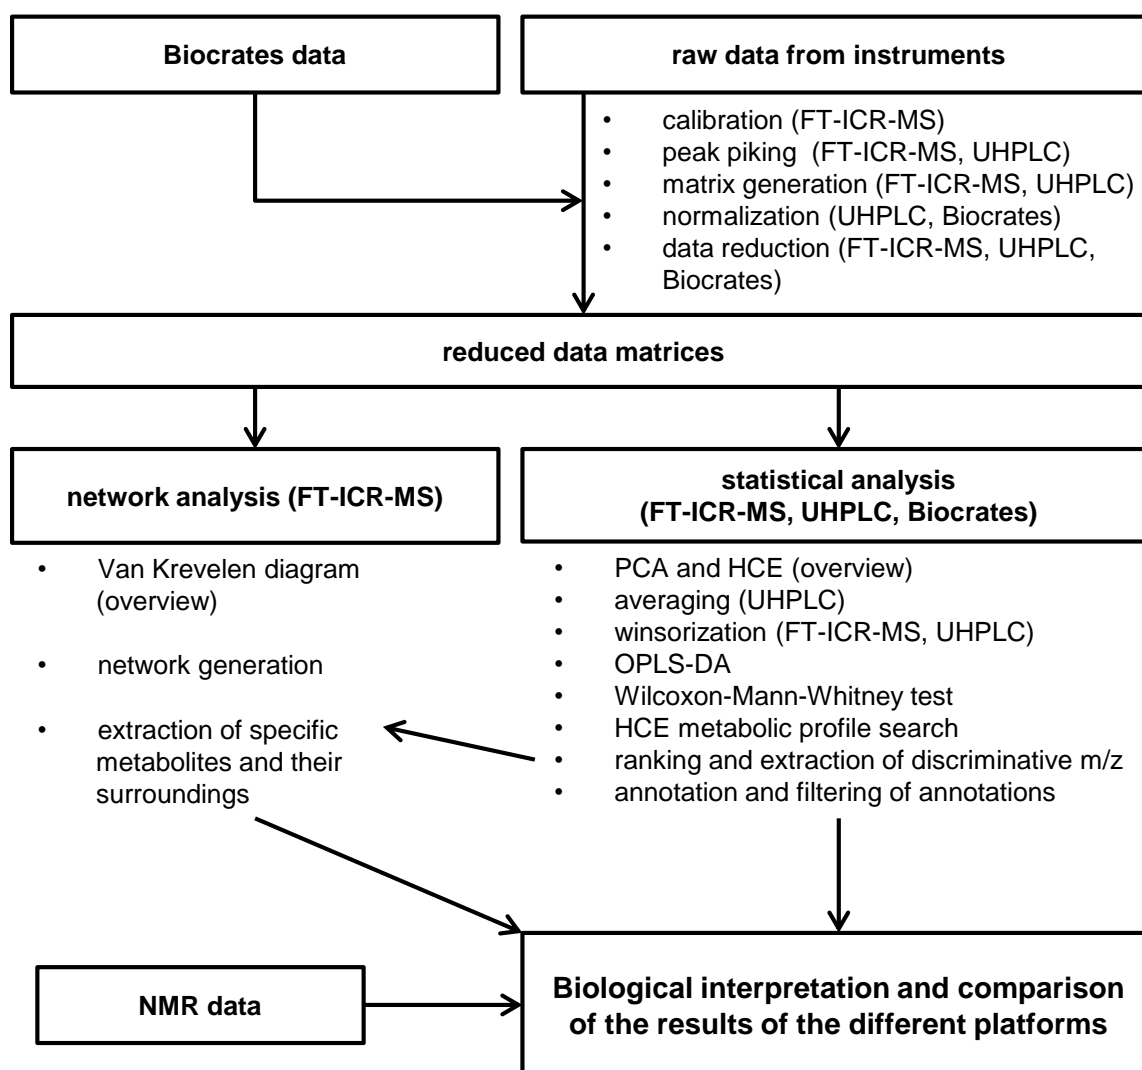 Biocrates data
raw data from instruments
• calibration (FT-ICR-MS)
• peak piking (FT-ICR-MS, UHPLC)
• matrix generation (FT-ICR-MS, UHPLC)
• normalization (UHPLC, Biocrates)
• data reduction (FT-ICR-MS, UHPLC,
Biocrates)
reduced data matrices
network analysis (FT-ICR-MS)
• Van Krevelen diagram
(overview)
• network generation
• extraction of specific
metabolites and their
surroundings
statistical analysis
(FT-ICR-MS, UHPLC, Biocrates)
• PCA and HCE (overview)
• averaging (UHPLC)
• winsorization (FT-ICR-MS, UHPLC)
• OPLS-DA
• Wilcoxon-Mann-Whitney test
• HCE metabolic profile search
• ranking and extraction of discriminative m/z
• annotation and filtering of annotations
NMR data
Biological interpretation and comparison
of the results of the different platforms